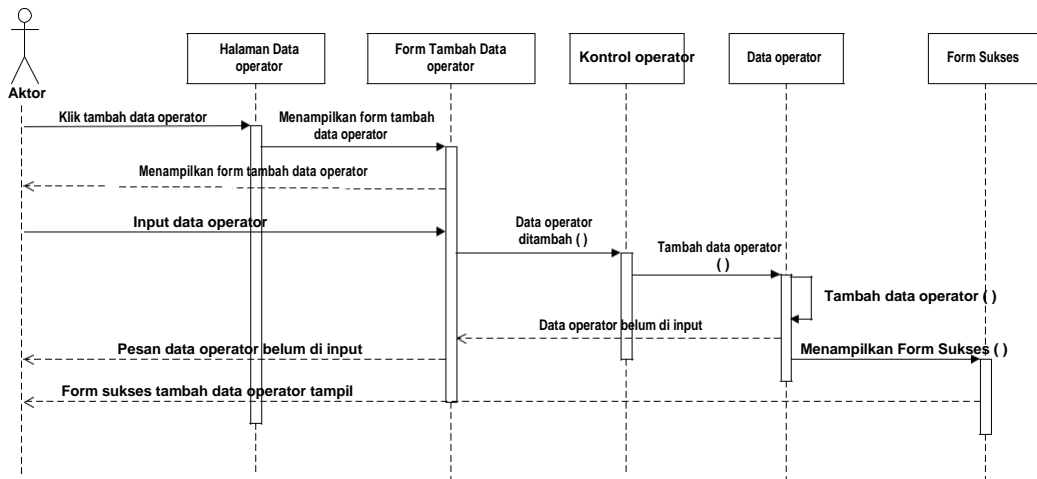 Halaman Data
operator
Form Tambah Data
operator
Kontrol operator
Data operator
Form Sukses
Aktor
Klik tambah data operator
Menampilkan form tambah
data operator
Menampilkan form tambah data operator
Input data operator
Data operator
ditambah ( )
Tambah data operator
( )
Tambah data operator ( )
Data operator belum di input
Pesan data operator belum di input
Menampilkan Form Sukses ( )
Form sukses tambah data operator tampil